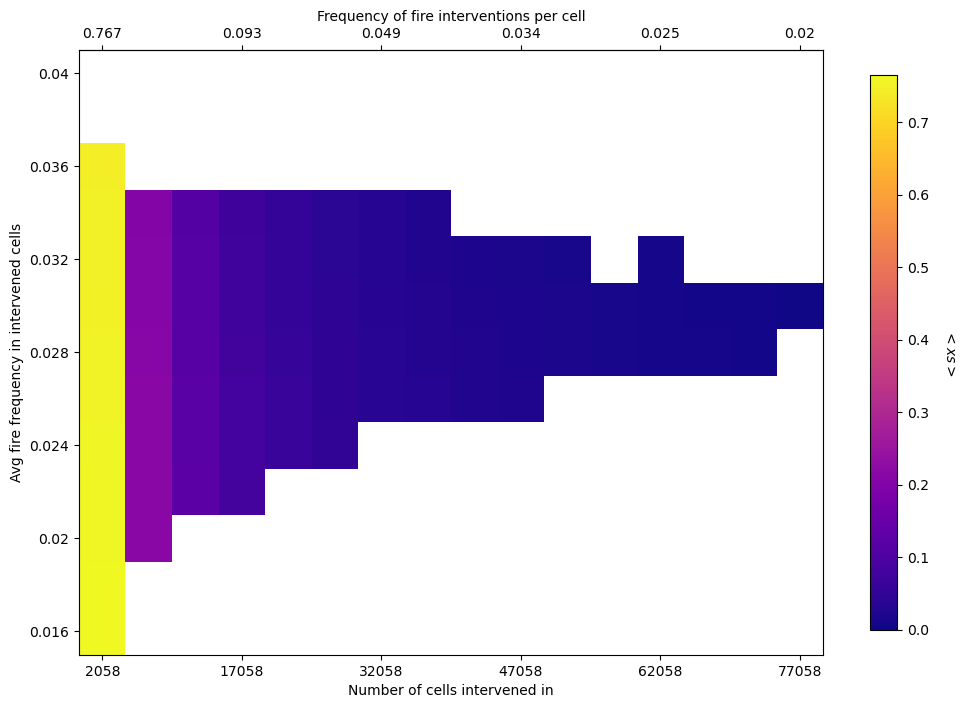 Frequency of fire interventions per cell
0.767 0.093 0.049 0.034 0.025 0.02
Avg fire frequency in intervened cells
0.04
0.036
0.032
0.028
0.024
0.02
0.016
2058 17058 32058 47058 62058 77058
Number of cells intervened in
0.7
0.6
0.5
0.4
0.3
0.2
0.1
0.0
<sx>